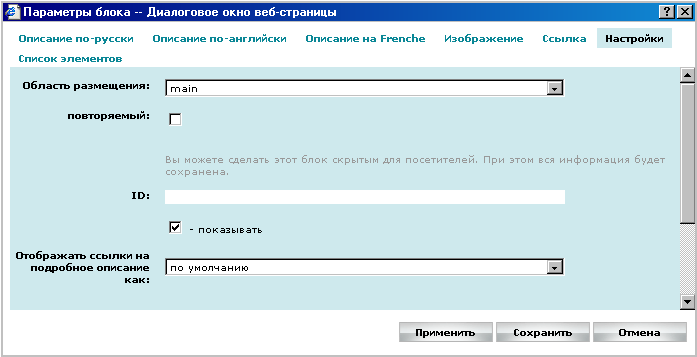 Параметры блока -- Диалоговое окно веб-страницы
Описание по-русски Описание по-английски Описание на Frenche Изображение Ссылка Настройки
Список элементов
Область размещения: main
повторяемый:
Вы можете сделать этот блок скрытым для посетителей. При этом вся информация будет
сохранена.
ID:
- показывать
Отображать ссылки на
подробное описание
как: по умолчанию
Применить Сохранить Отмена